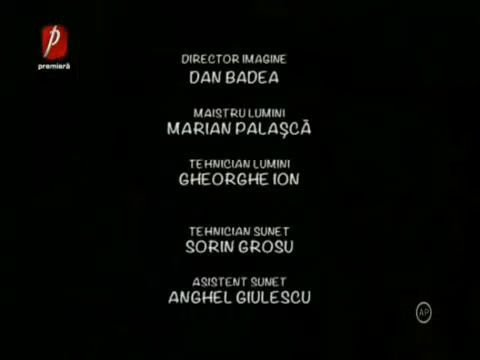 p
premieră
DIRECTOR IMAGINE
DAN BADEA
MAISTRU LUMINI
MARIAN PALAŞCĂ
TEHNICIAN LUMINI
GHEORGHE ION
TEHNICIAN SUNET
SORIN GROSU
ASISTENT SUNET
ANGHEL GIULESCU
AP